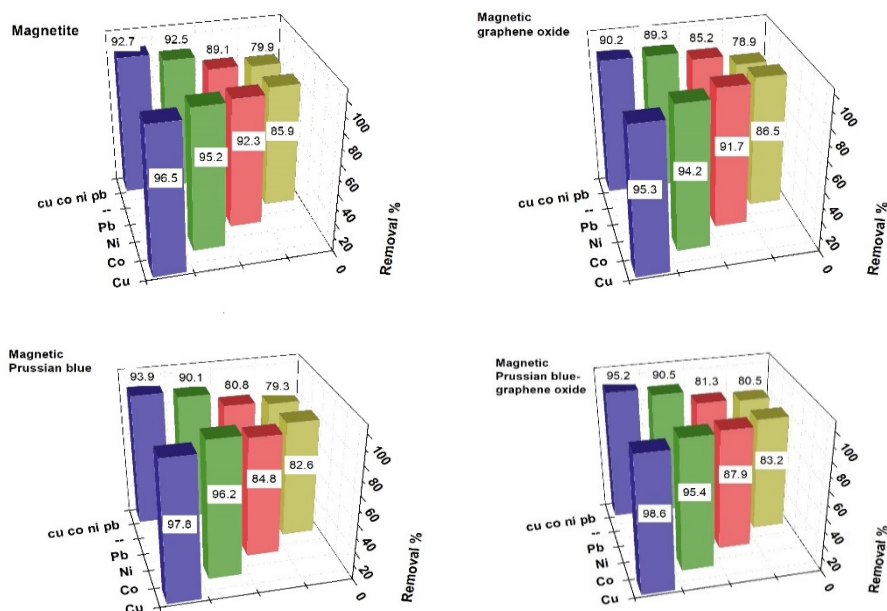 Magnetite
92.7 92.5 89.1 79.9
96.5 95.2 92.3 85.9
cu co ni pb
--
Pb
Ni
Co
Cu
0 20 40 60 80 100
Removal %
Magnetic
graphene oxide
90.2 89.3 85.2 78.9
95.3 94.2 91.7 86.5
cu co ni pb
--
Pb
Ni
Co
Cu
0 20 40 60 80 100
Removal %
Magnetic
Prussian blue
93.9 90.1 80.8 79.3
97.8 96.2 84.8 82.6
cu co ni pb
--
Pb
Ni
Co
Cu
0 20 40 60 80 100
Removal %
Magnetic
Prussian blue-
graphene oxide
95.2 90.5 81.3 80.5
98.6 95.4 87.9 83.2
cu co ni pb
--
Pb
Ni
Co
Cu
0 20 40 60 80 100
Removal %